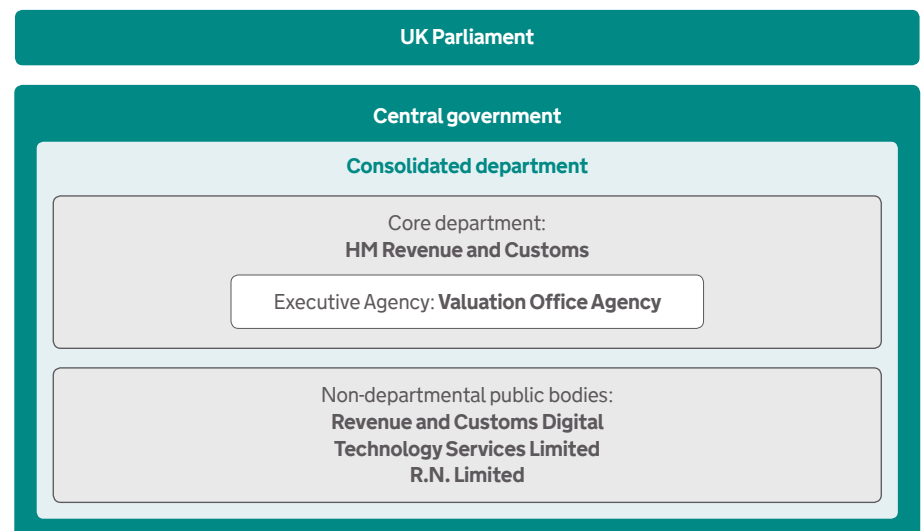 UK Parliament
Central government
Consolidated department
Core department:
HM Revenue and Customs
Executive Agency: Valuation Office Agency
Non-departmental public bodies:
Revenue and Customs Digital
Technology Services Limited
R.N. Limited